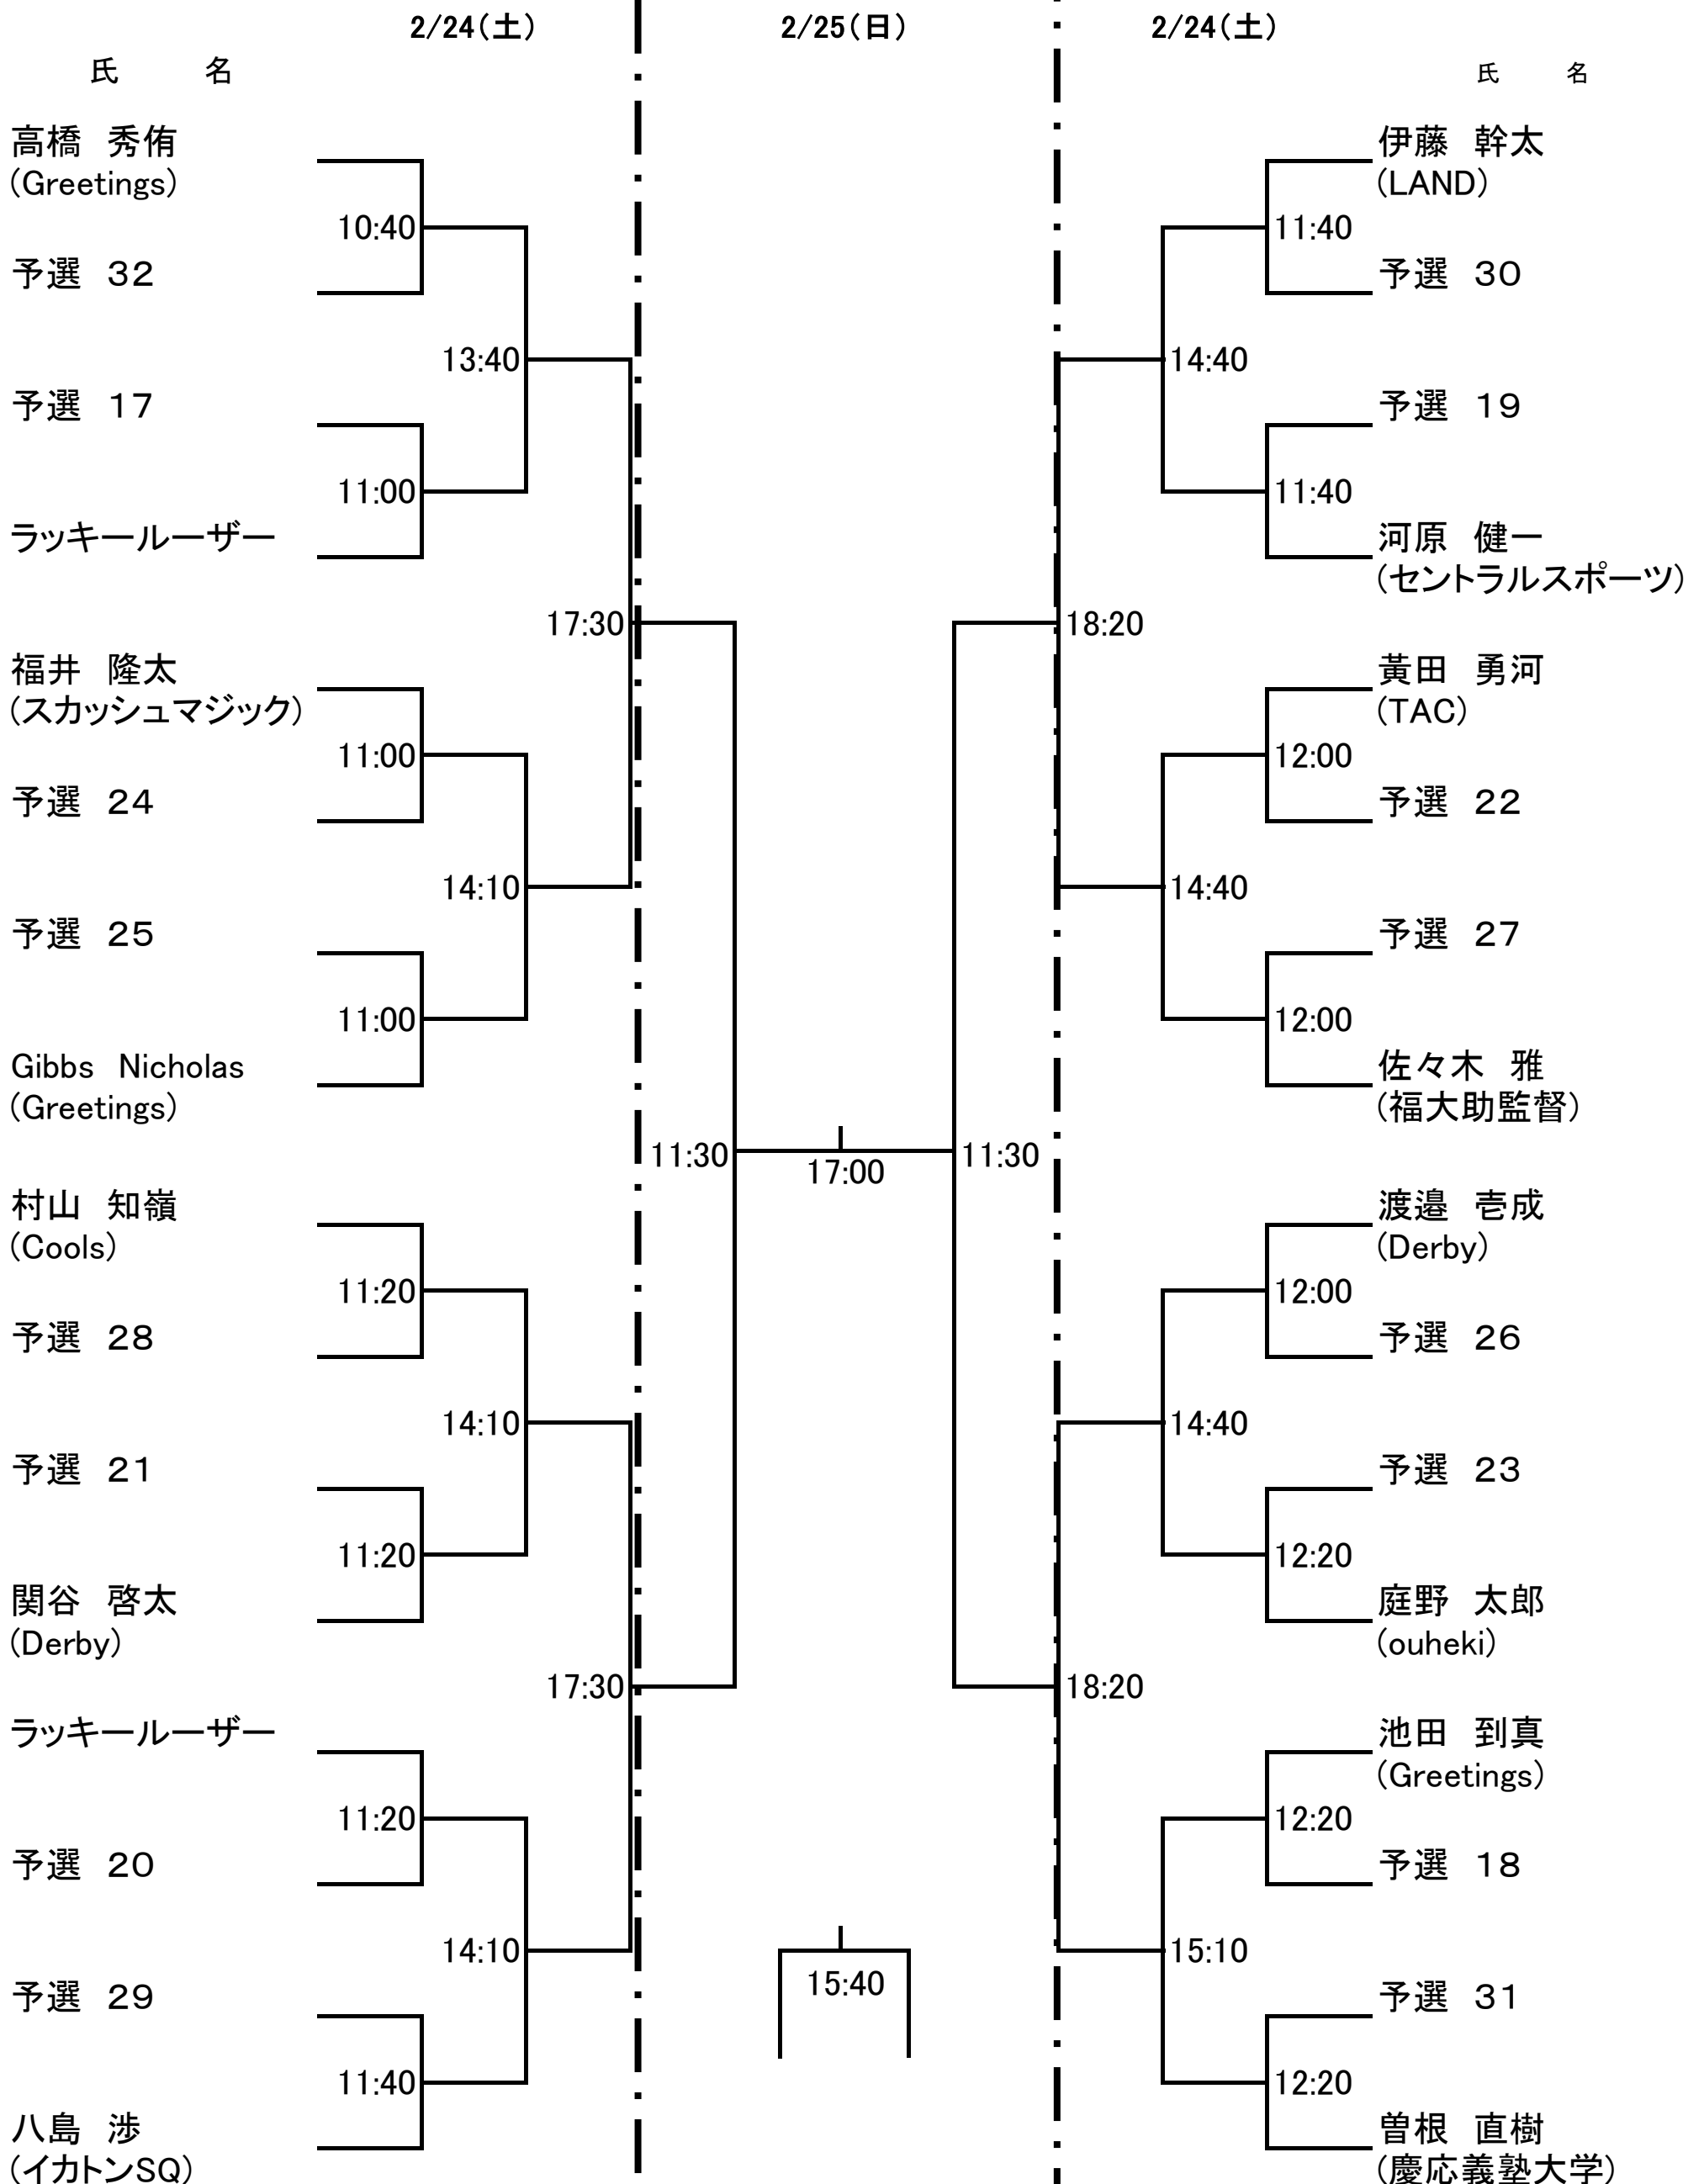 2/24(土)
2/25(日)
2/24(土)
氏　名
氏　名
高橋　秀侑
(Greetings)
10:40
予選　32
13:40
予選　17
11:00
ラッキールーザー
17:30
福井　隆太
(スカッシュマジック)
11:00
予選　24
14:10
予選　25
11:00
Gibbs　Nicholas
(Greetings)
11:30
村山　知嶺
(Cools)
11:20
予選　28
14:10
予選　21
11:20
関谷　啓太
(Derby)
17:30
ラッキールーザー
11:20
予選　20
14:10
予選　29
11:40
八島　渉
(イカトンSQ)
17:00
15:40
伊藤　幹太
(LAND)
11:40
予選　30
14:40
予選　19
11:40
河原　健一
(セントラルスポーツ)
18:20
黃田　勇河
(TAC)
12:00
予選　22
14:40
予選　27
12:00
佐々木　雅
(福大助監督)
11:30
渡邉　壱成
(Derby)
12:00
予選　26
14:40
予選　23
12:20
庭野　太郎
(ouheki)
18:20
池田　到真
(Greetings)
12:20
予選　18
15:10
予選　31
12:20
曽根　直樹
(慶応義塾大学)